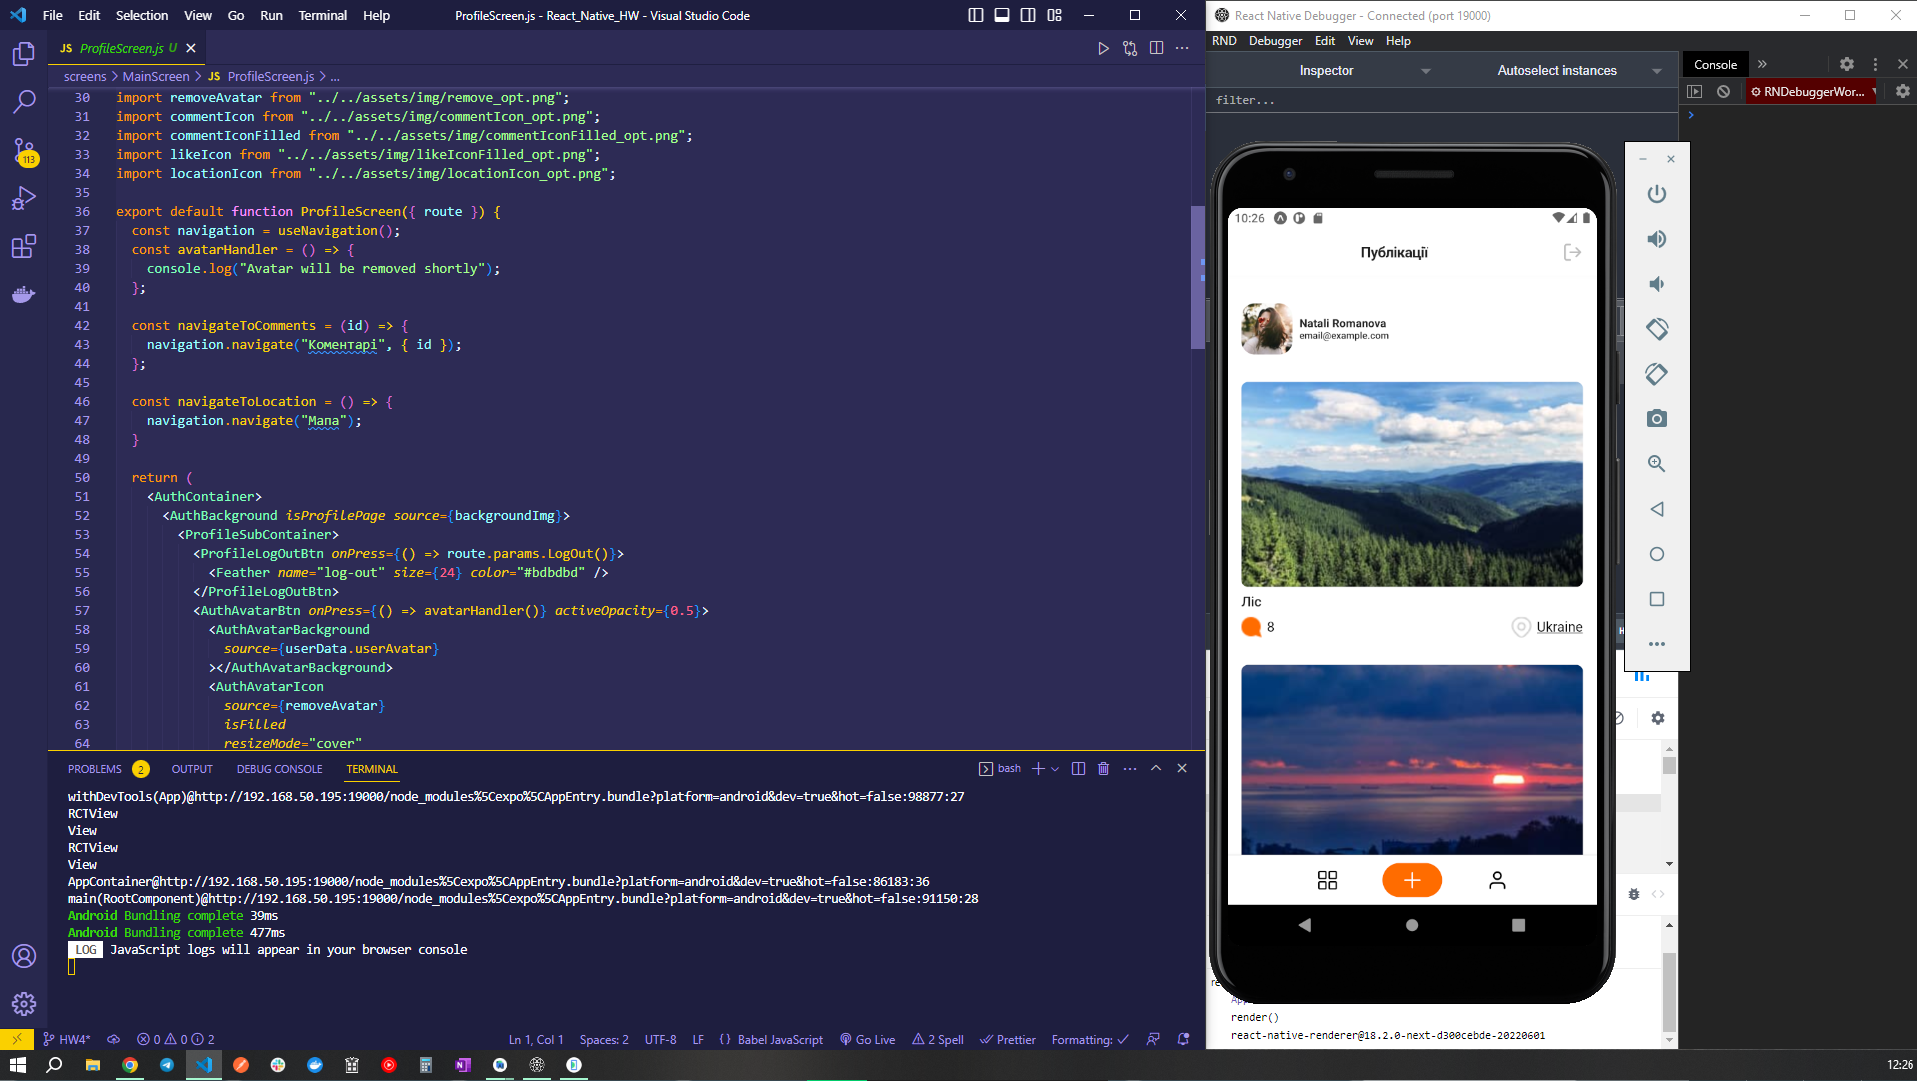 File Edit Selection View Go Run Terminal Help
ProfileScreen.js - React_Native_HW - Visual Studio Code
JS ProfileScreen.js U
screens > MainScreen > JS ProfileScreen.js > ...
30 import removeAvatar from "../../assets/img/remove_opt.png";
31 import commentIcon from "../../assets/img/commentIcon_opt.png";
32 import commentIconFilled from "../../assets/img/commentIconFilled_opt.png";
33 import likeIcon from "../../assets/img/likeIconFilled_opt.png";
34 import locationIcon from "../../assets/img/locationIcon_opt.png";
35
36 export default function ProfileScreen({ route }) {
37 const navigation = useNavigation();
38 const avatarHandler = () => {
39 console.log("Avatar will be removed shortly");
40 };
41
42 const navigateToComments = (id) => {
43 navigation.navigate("Коментарі", { id });
44 };
45
46 const navigateToLocation = () => {
47 navigation.navigate("Мапа");
48 }
49
50 return (
51 <AuthContainer>
52 <AuthBackground isProfilePage source={backgroundImg}>
53 <ProfileSubContainer>
54 <ProfileLogOutBtn onPress={() => route.params.LogOut()}>
55 <Feather name="log-out" size={24} color="#bdbdbd" />
56 </ProfileLogOutBtn>
57 <AuthAvatarBtn onPress={() => avatarHandler()} activeOpacity={0.5}>
58 <AuthAvatarBackground
59 source={userData.userAvatar}
60 ></AuthAvatarBackground>
61 <AuthAvatarIcon
62 source={removeAvatar}
63 isFilled
64 resizeMode="cover"
PROBLEMS 2 OUTPUT DEBUG CONSOLE TERMINAL
bash
withDevTools(App)@http://192.168.50.195:19000/node_modules%5Cexpo%5CAppEntry.bundle?platform=android&dev=true&hot=false:98877:27
RCTView
View
RCTView
View
AppContainer@http://192.168.50.195:19000/node_modules%5Cexpo%5CAppEntry.bundle?platform=android&dev=true&hot=false:86183:36
main(RootComponent)@http://192.168.50.195:19000/node_modules%5Cexpo%5CAppEntry.bundle?platform=android&dev=true&hot=false:91150:28
Android Bundling complete 39ms
Android Bundling complete 477ms
LOG JavaScript logs will appear in your browser console
113
HW4* 0 0 2
Ln 1, Col 1 Spaces: 2 UTF-8 LF {} Babel JavaScript Go Live 2 Spell Prettier Formatting:
React Native Debugger - Connected (port 19000)
RND Debugger Edit View Help
Inspector
Autoselect instances
filter...
Console
RNDebuggerWor...
10:26
Публікації
Natali Romanova
email@example.com
Ліс
8
Ukraine
render()
react-native-renderer@18.2.0-next-d300cebde-20220601
12:26